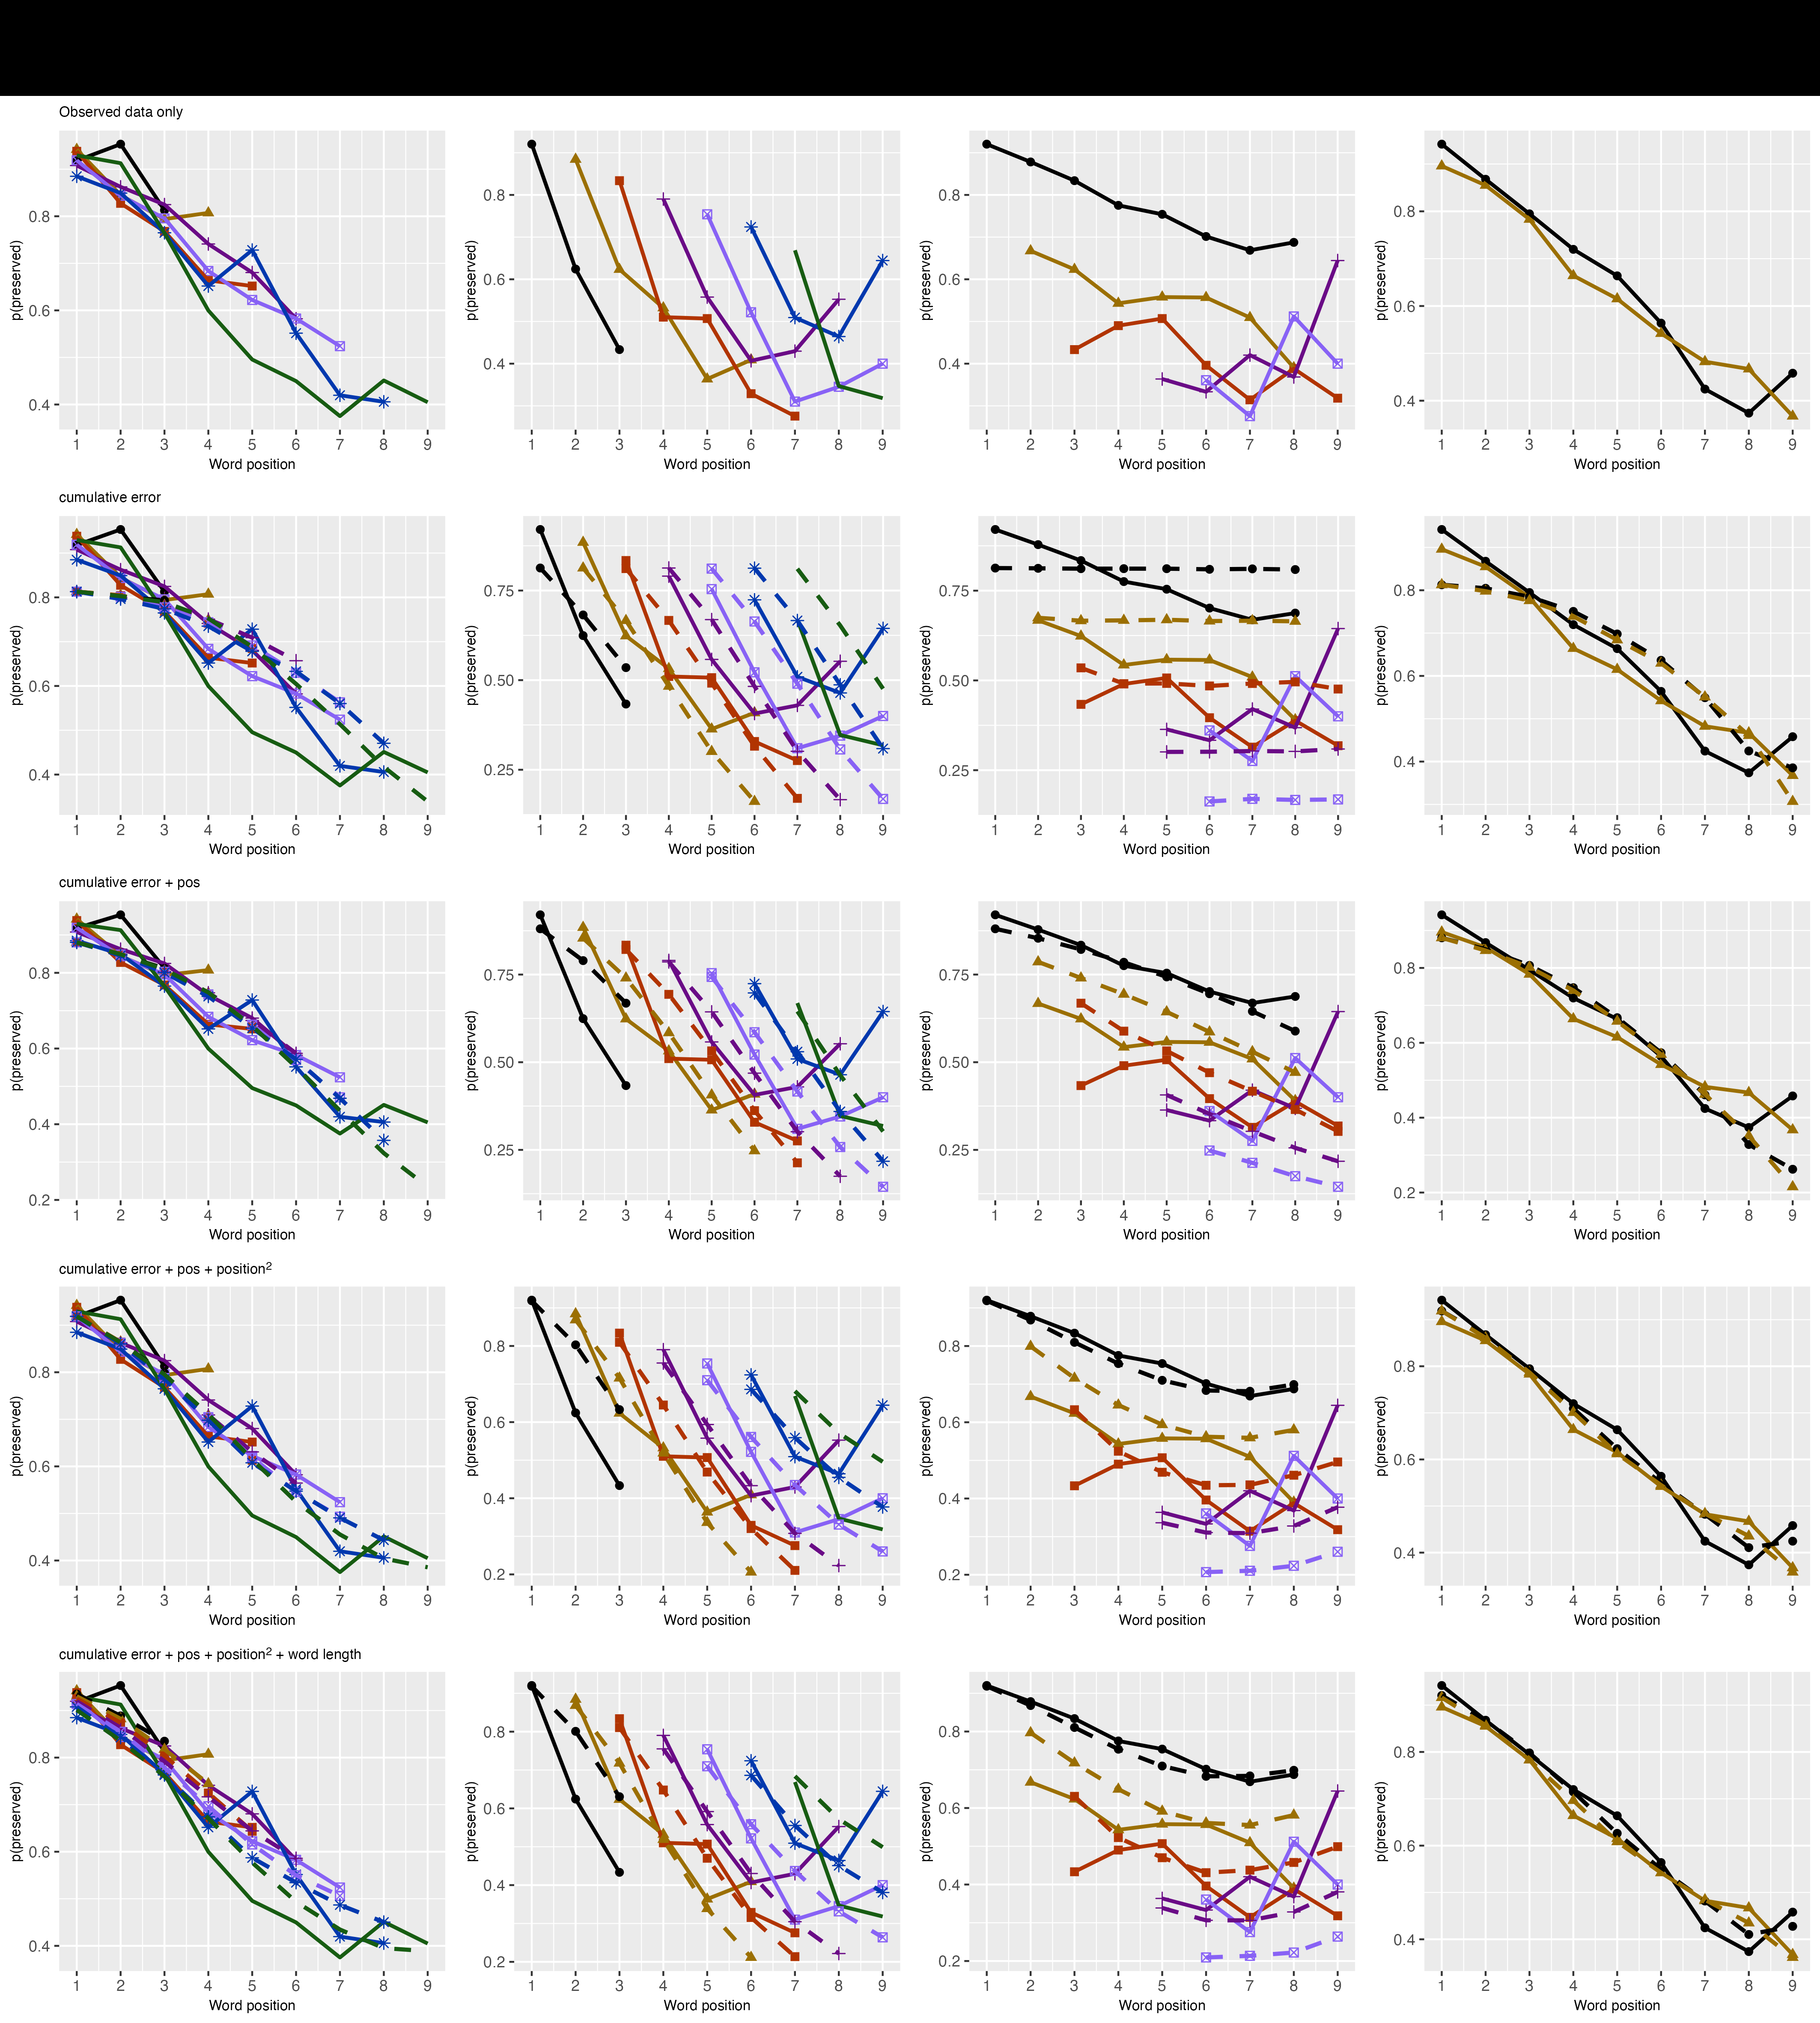 Observed data only
p(preserved)
0.8
0.6
0.4
1 2 3 4 5 6 7 8 9
Word position
p(preserved)
0.8
0.6
0.4
1 2 3 4 5 6 7 8 9
Word position
p(preserved)
0.8
0.6
0.4
1 2 3 4 5 6 7 8 9
Word position
p(preserved)
0.8
0.6
0.4
1 2 3 4 5 6 7 8 9
Word position
cumulative error
p(preserved)
0.8
0.6
0.4
1 2 3 4 5 6 7 8 9
Word position
p(preserved)
0.75
0.50
0.25
1 2 3 4 5 6 7 8 9
Word position
p(preserved)
0.75
0.50
0.25
1 2 3 4 5 6 7 8 9
Word position
p(preserved)
0.8
0.6
0.4
1 2 3 4 5 6 7 8 9
Word position
cumulative error + pos
p(preserved)
0.8
0.6
0.4
0.2
1 2 3 4 5 6 7 8 9
Word position
p(preserved)
0.75
0.50
0.25
1 2 3 4 5 6 7 8 9
Word position
p(preserved)
0.75
0.50
0.25
1 2 3 4 5 6 7 8 9
Word position
p(preserved)
0.8
0.6
0.4
0.2
1 2 3 4 5 6 7 8 9
Word position
cumulative error + pos + position²
p(preserved)
0.8
0.6
0.4
1 2 3 4 5 6 7 8 9
Word position
p(preserved)
0.8
0.6
0.4
0.2
1 2 3 4 5 6 7 8 9
Word position
p(preserved)
0.8
0.6
0.4
0.2
1 2 3 4 5 6 7 8 9
Word position
p(preserved)
0.8
0.6
0.4
1 2 3 4 5 6 7 8 9
Word position
cumulative error + pos + position² + word length
p(preserved)
0.8
0.6
0.4
1 2 3 4 5 6 7 8 9
Word position
p(preserved)
0.8
0.6
0.4
0.2
1 2 3 4 5 6 7 8 9
Word position
p(preserved)
0.8
0.6
0.4
0.2
1 2 3 4 5 6 7 8 9
Word position
p(preserved)
0.8
0.6
0.4
1 2 3 4 5 6 7 8 9
Word position